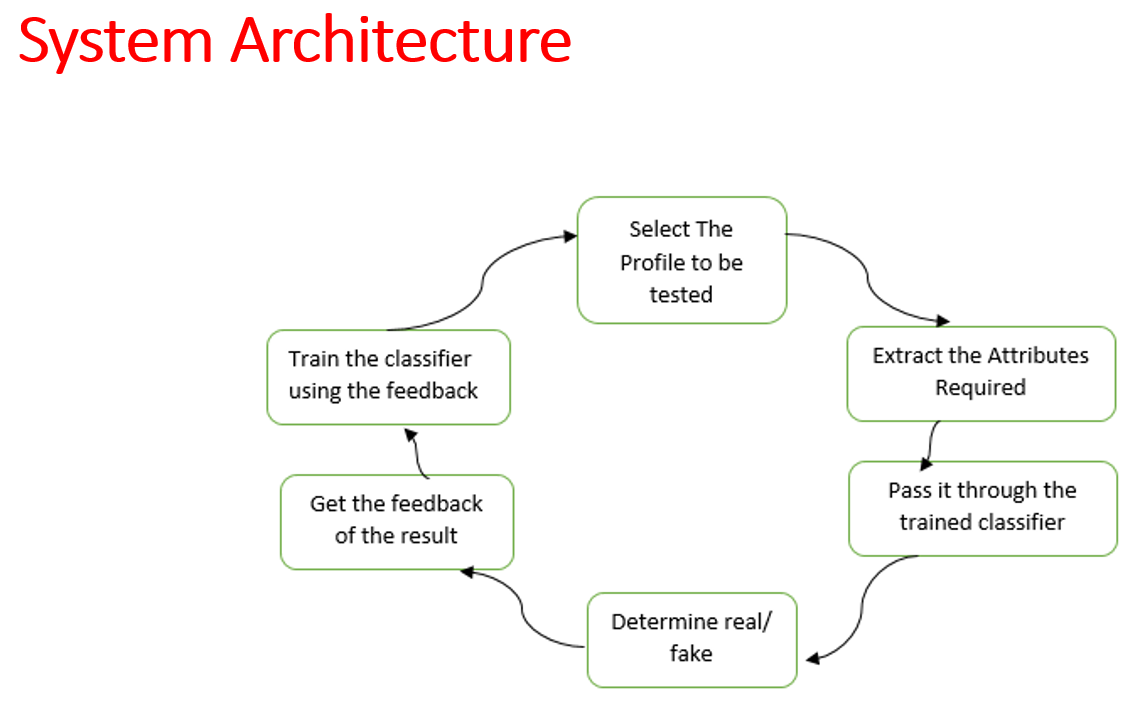 System Architecture
Select The
Profile to be
tested
Extract the Attributes
Required
Pass it through the
trained classifier
Determine real/
fake
Get the feedback
of the result
Train the classifier
using the feedback